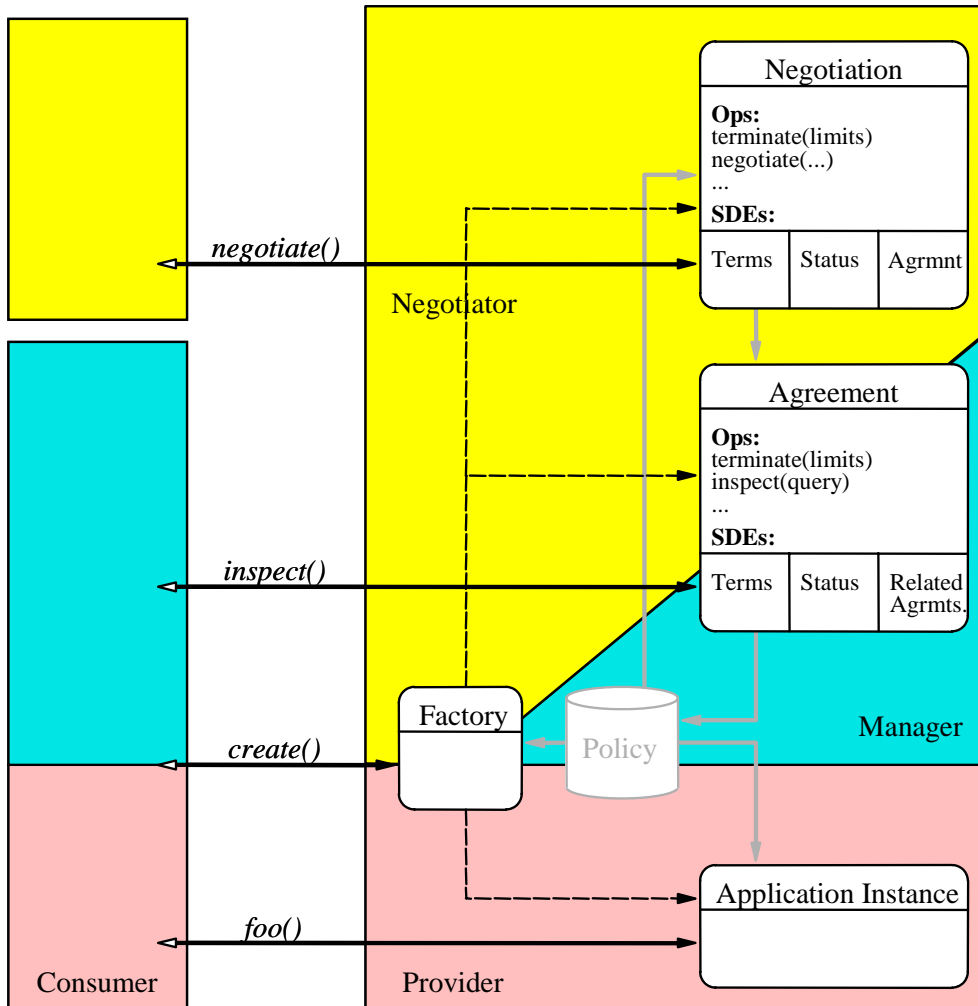 Negotiation
Ops:
terminate(limits)
negotiate(...)
...
SDEs:
Terms
Status
Agrmnt
negotiate()
Negotiator
Agreement
Ops:
terminate(limits)
inspect(query)
...
SDEs:
Terms
Status
Related
Agrmts.
inspect()
Factory
Policy
Manager
create()
Application Instance
foo()
Consumer
Provider